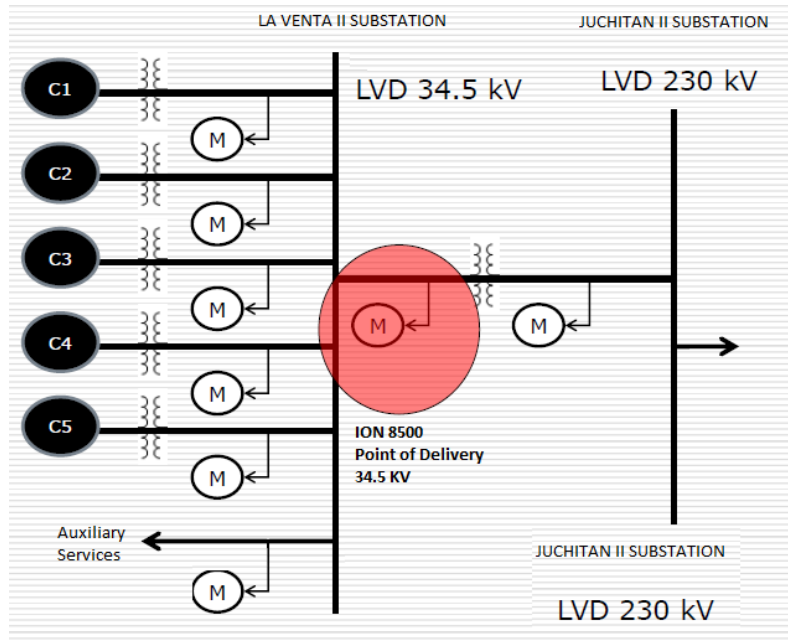 LA VENTA II SUBSTATION
JUCHITAN II SUBSTATION
LVD 34.5 kV
LVD 230 kV
C1
M
C2
M
C3
M
M
M
C4
M
C5
M
ION 8500
Point of Delivery
34.5 KV
Auxiliary
Services
M
JUCHITAN II SUBSTATION
LVD 230 kV